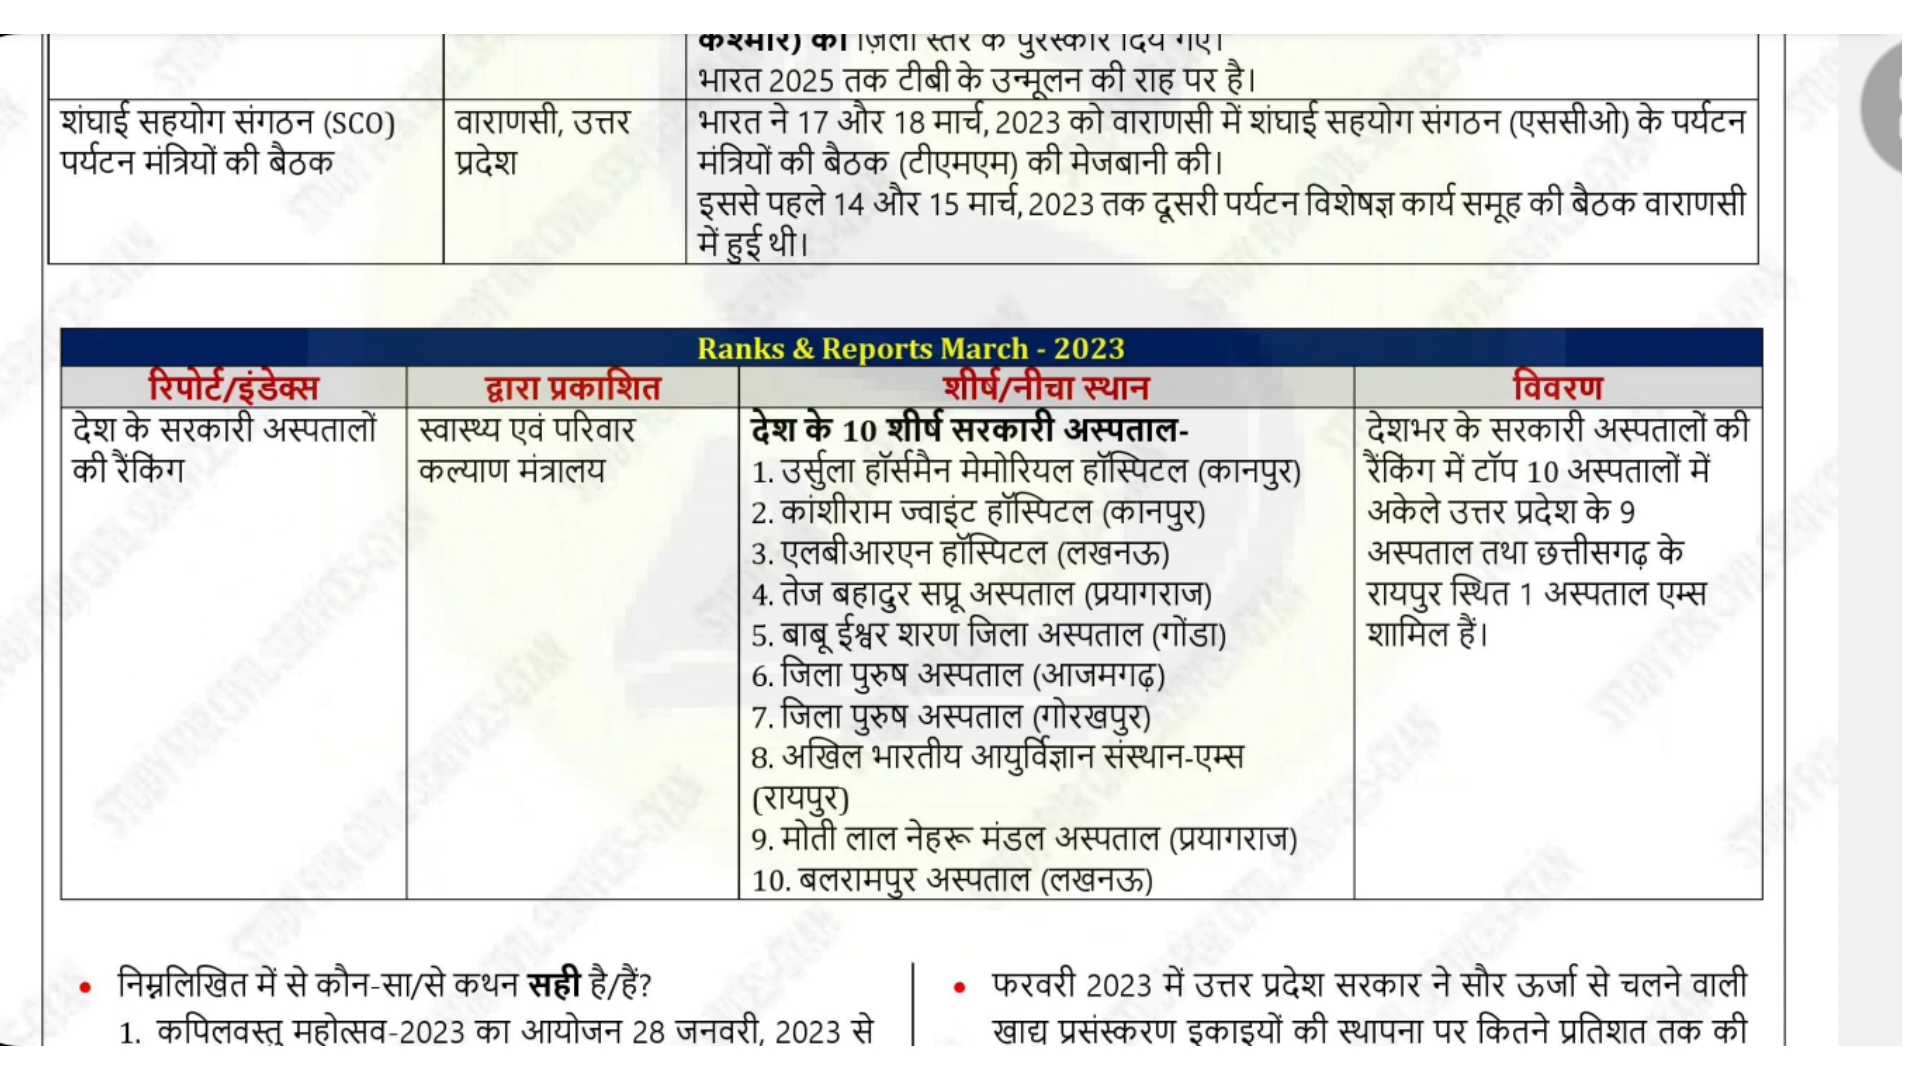 कश्मीर) को ज़िला स्तर के पुरस्कार दिये गए।
भारत 2025 तक टीबी के उन्मूलन की राह पर है।
शंघाई सहयोग संगठन (SCO)
पर्यटन मंत्रियों की बैठक
वाराणसी, उत्तर
प्रदेश
भारत ने 17 और 18 मार्च, 2023 को वाराणसी में शंघाई सहयोग संगठन (एससीओ) के पर्यटन
मंत्रियों की बैठक (टीएमएम) की मेजबानी की।
इससे पहले 14 और 15 मार्च, 2023 तक दूसरी पर्यटन विशेषज्ञ कार्य समूह की बैठक वाराणसी
में हुई थी।
Ranks & Reports March - 2023
रिपोर्ट/इंडेक्स
द्वारा प्रकाशित
शीर्ष/नीचा स्थान
विवरण
देश के सरकारी अस्पतालों
की रैंकिंग
स्वास्थ्य एवं परिवार
कल्याण मंत्रालय
देश के 10 शीर्ष सरकारी अस्पताल-
1. उर्सुला हॉर्समैन मेमोरियल हॉस्पिटल (कानपुर)
2. कांशीराम ज्वाइंट हॉस्पिटल (कानपुर)
3. एलबीआरएन हॉस्पिटल (लखनऊ)
4. तेज बहादुर सप्रू अस्पताल (प्रयागराज)
5. बाबू ईश्वर शरण जिला अस्पताल (गोंडा)
6. जिला पुरुष अस्पताल (आजमगढ़)
7. जिला पुरुष अस्पताल (गोरखपुर)
8. अखिल भारतीय आयुर्विज्ञान संस्थान-एम्स
(रायपुर)
9. मोती लाल नेहरू मंडल अस्पताल (प्रयागराज)
10. बलरामपुर अस्पताल (लखनऊ)
देशभर के सरकारी अस्पतालों की
रैंकिंग में टॉप 10 अस्पतालों में
अकेले उत्तर प्रदेश के 9
अस्पताल तथा छत्तीसगढ़ के
रायपुर स्थित 1 अस्पताल एम्स
शामिल हैं।
निम्नलिखित में से कौन-सा/से कथन सही है/हैं?
1. कपिलवस्तु महोत्सव-2023 का आयोजन 28 जनवरी, 2023 से
फरवरी 2023 में उत्तर प्रदेश सरकार ने सौर ऊर्जा से चलने वाली
खाद्य प्रसंस्करण इकाइयों की स्थापना पर कितने प्रतिशत तक की